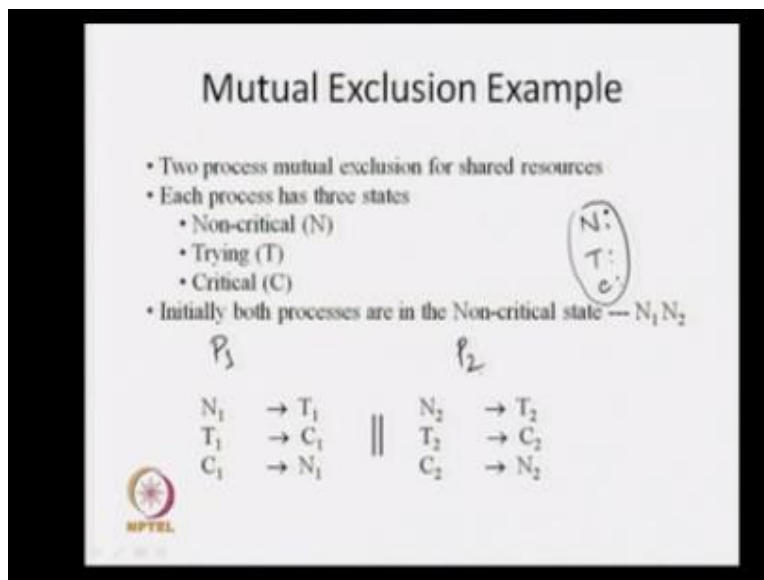 Mutual Exclusion Example
• Two process mutual exclusion for shared resources
• Each process has three states
• Non-critical (N)
• Trying (T)
• Critical (C)
N:
T:
C:
• Initially both processes are in the Non-critical state --- N₁ N₂
P₁ P₂
N₁ → T₁ || N₂ → T₂
T₁ → C₁ T₂ → C₂
C₁ → N₁ C₂ → N₂
NPTEL